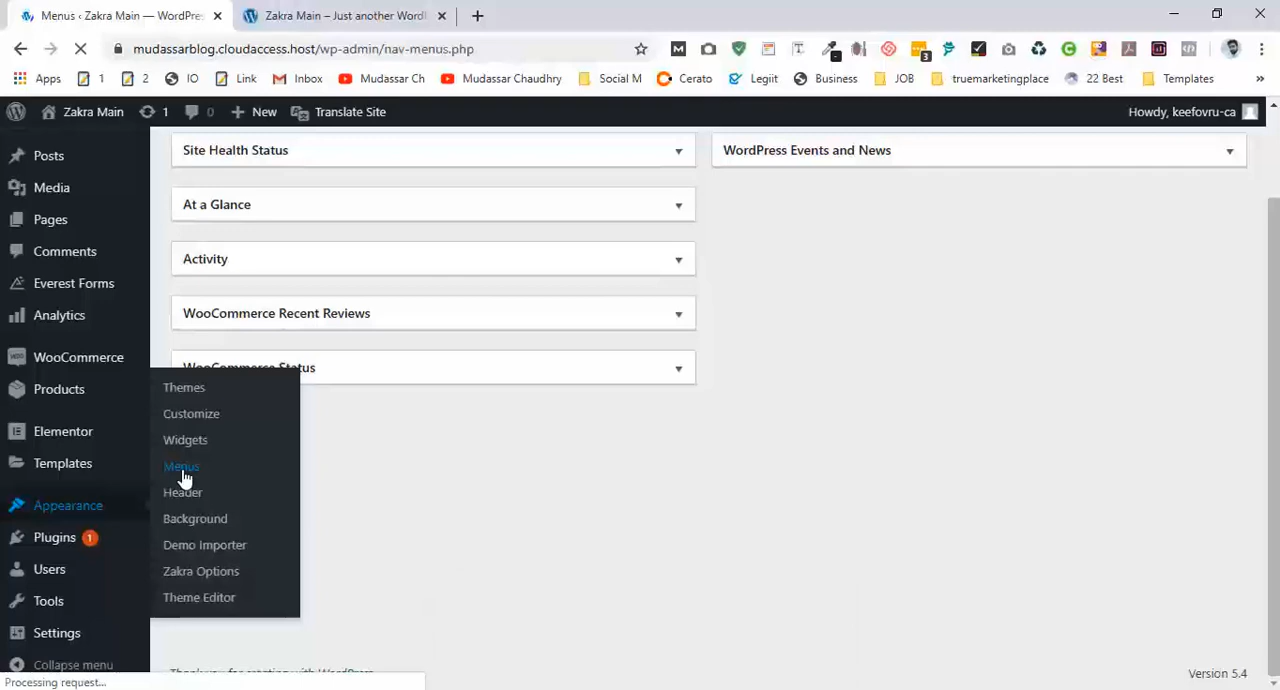 Menus ‹ Zakra Main — WordPres
Zakra Main – Just another Word
mudassarblog.cloudaccess.host/wp-admin/nav-menus.php
Apps
1
2
IO
Link
Inbox
Mudassar Ch
Mudassar Chaudhry
Social M
Cerato
Legiit
Business
JOB
truemarketingplace
22 Best
Templates
»
Zakra Main
1
0
New
Translate Site
Howdy, keefovru-ca
Posts
Media
Pages
Comments
Everest Forms
Analytics
WooCommerce
Products
Elementor
Templates
Appearance
Plugins 1
Users
Tools
Settings
Collapse menu
Site Health Status
At a Glance
Activity
WooCommerce Recent Reviews
WooCommerce Status
WordPress Events and News
Themes
Customize
Widgets
Menus
Header
Background
Demo Importer
Zakra Options
Theme Editor
Version 5.4
Processing request...